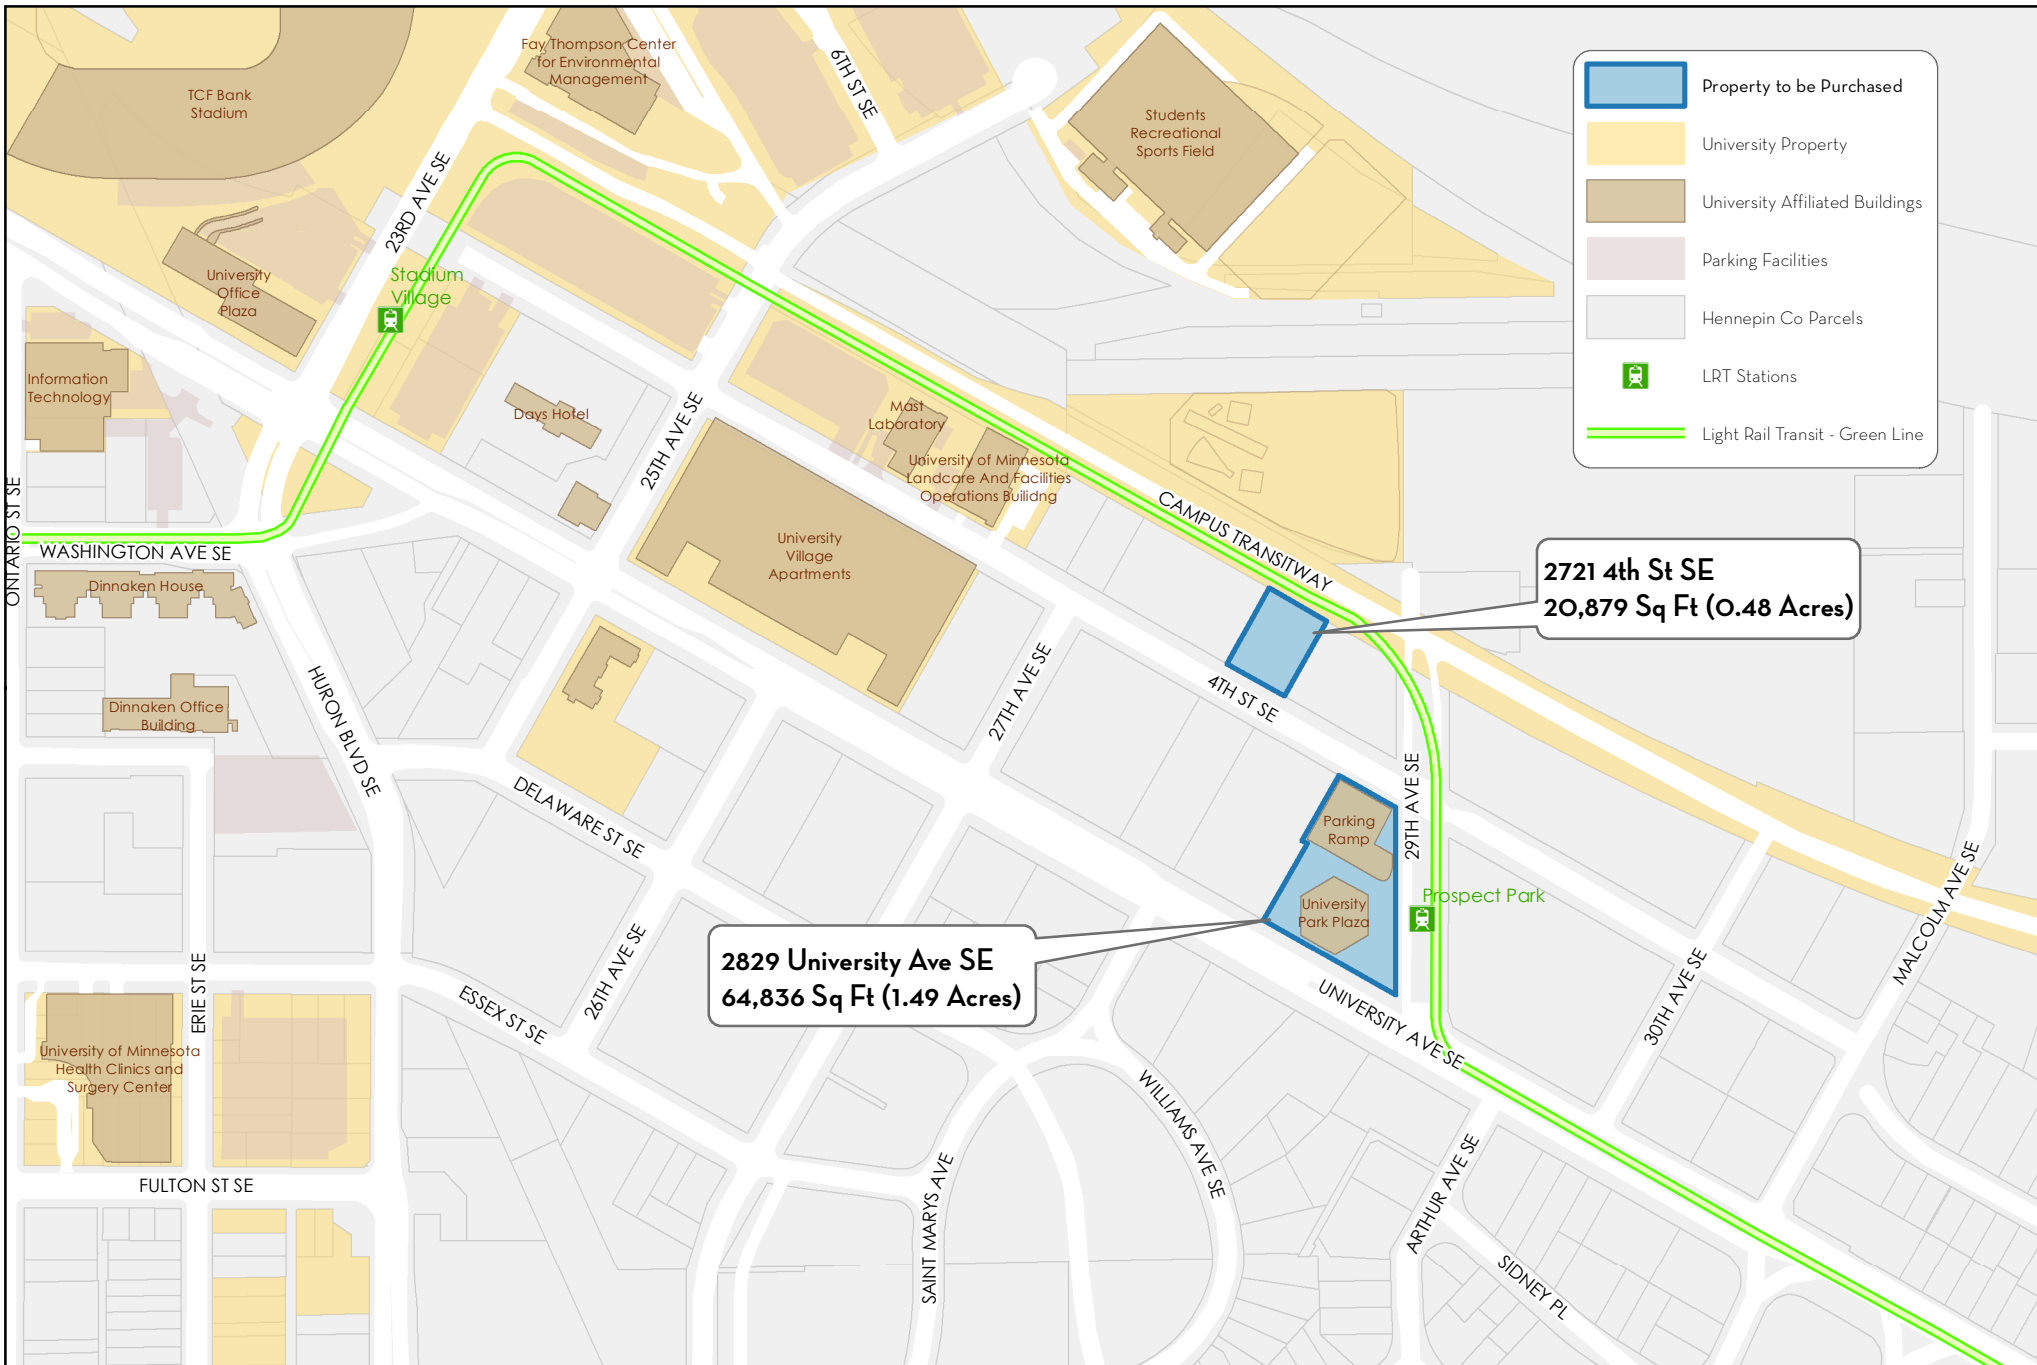 Fay Thompson Center
for Environmental
Management
6TH ST SE
TCF Bank
Stadium
Students
Recreational
Sports Field
Property to be Purchased
University Property
University Affiliated Buildings
Parking Facilities
Hennepin Co Parcels
LRT Stations
Light Rail Transit - Green Line
23RD AVE SE
University
Office
Plaza
Stadium
Village
Information
Technology
Days Hotel
25TH AVE SE
Mast
Laboratory
University of Minnesota
Landcare And Facilities
Operations Builidng
CAMPUS TRANSITWAY
ONTARIO ST SE
WASHINGTON AVE SE
University
Village
Apartments
Dinnaken House
2721 4th St SE
20,879 Sq Ft (0.48 Acres)
HURON BLVD SE
Dinnaken Office
Building
27TH AVE SE
4TH ST SE
DELAWARE ST SE
29TH AVE SE
Parking
Ramp
University
Park Plaza
Prospect Park
MALCOLM AVE SE
2829 University Ave SE
64,836 Sq Ft (1.49 Acres)
ERIE ST SE
26TH AVE SE
ESSEX ST SE
UNIVERSITY AVE SE
30TH AVE SE
University of Minnesota
Health Clinics and
Surgery Center
WILLIAMS AVE SE
FULTON ST SE
SAINT MARYS AVE
ARTHUR AVE SE
SIDNEY PL